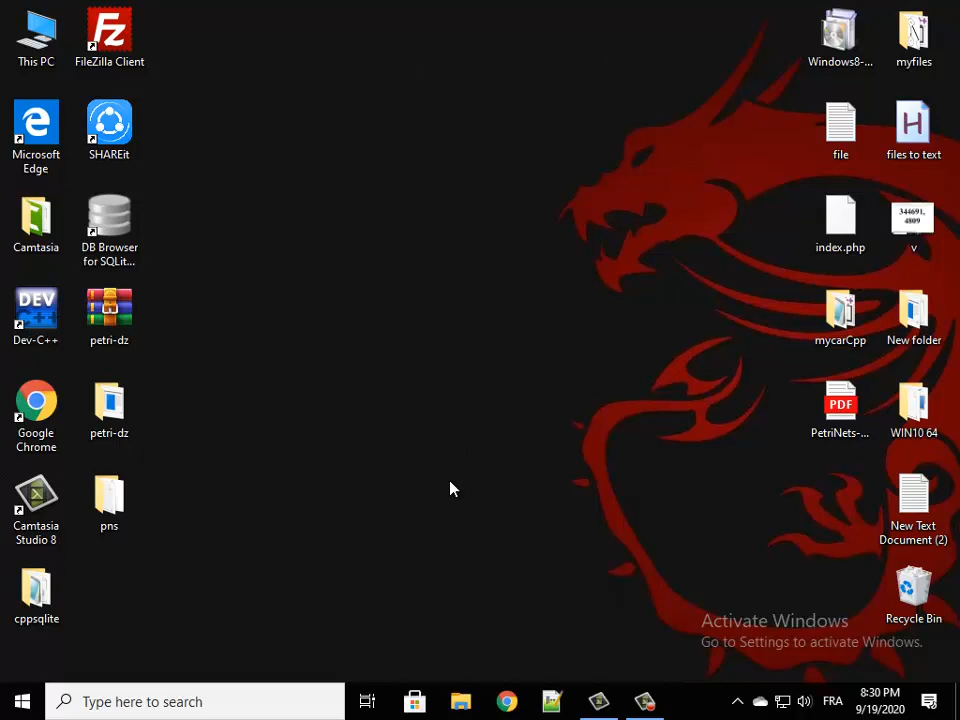 This PC
FileZilla Client
Windows8-...
myfiles
Microsoft
Edge
SHAREit
file
files to text
H
344691,
4809
Camtasia
DB Browser
for SQLit...
index.php
v
DEV
C++
Dev-C++
petri-dz
mycarCpp
New folder
PDF
Google
Chrome
petri-dz
PetriNets-...
WIN10 64
Camtasia
Studio 8
pns
New Text
Document (2)
cppsqlite
Recycle Bin
Activate Windows
Go to Settings to activate Windows.
Type here to search
FRA
8:30 PM
9/19/2020